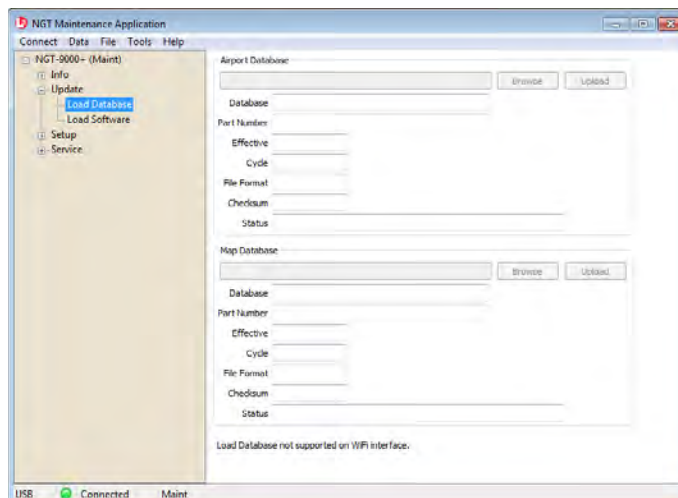 NGT Maintenance Application
Connect Data File Tools Help
NGT-9000+ (Maint)
Info
Update
Load Database
Load Software
Setup
Service
Airport Database
Browse Upload
Database
Part Number
Effective
Cycle
File Format
Checksum
Status
Map Database
Browse Upload
Database
Part Number
Effective
Cycle
File Format
Checksum
Status
Load Database not supported on WiFi interface.
USB Connected Maint